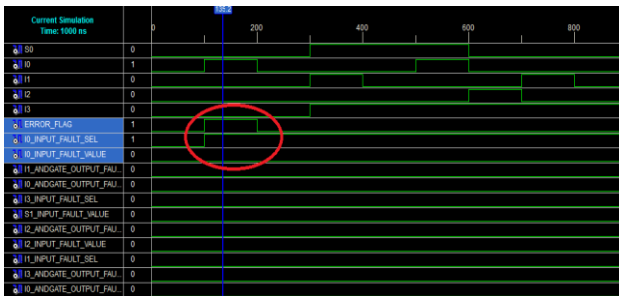 135.2
Current Simulation
Time: 1000 ns
0 200 400 600 800
S0 0
I0 1
I1 0
I2 0
I3 0
ERROR_FLAG 1
I0_INPUT_FAULT_SEL 1
I0_INPUT_FAULT_VALUE 0
I1_ANDGATE_OUTPUT_FAU... 0
I0_ANDGATE_OUTPUT_FAU... 0
I3_INPUT_FAULT_SEL 0
S1_INPUT_FAULT_VALUE 0
I2_ANDGATE_OUTPUT_FAU... 0
I2_INPUT_FAULT_VALUE 0
I1_INPUT_FAULT_SEL 0
I3_ANDGATE_OUTPUT_FAU... 0
I0_ANDGATE_OUTPUT_FAU... 0